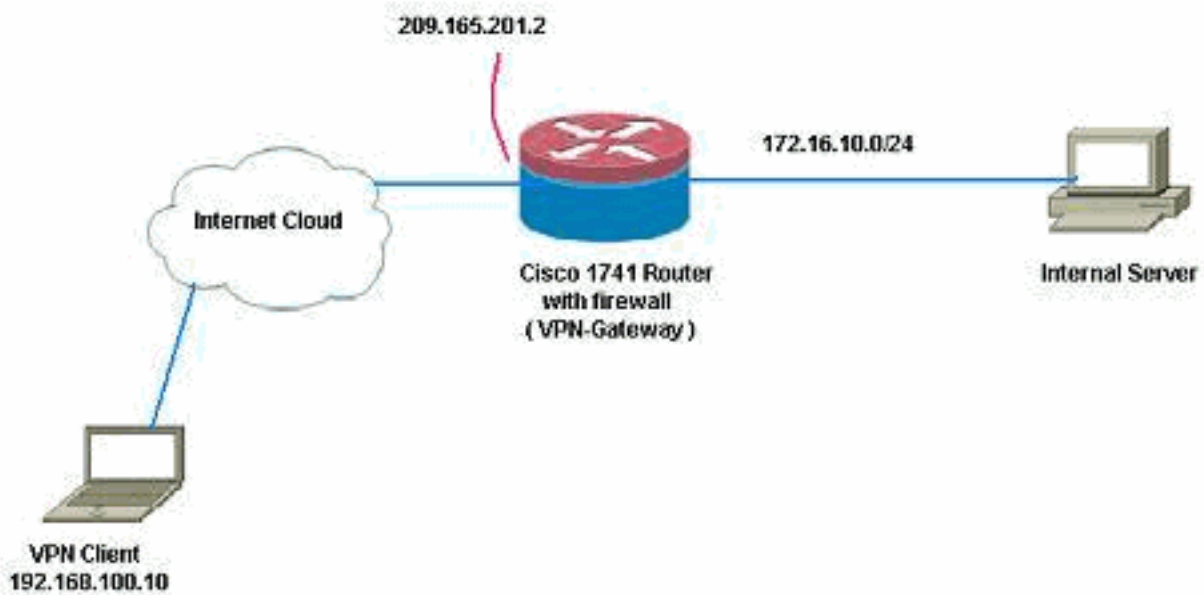 209.165.201.2
172.16.10.0/24
Internet Cloud
Cisco 1741 Router
with firewall
( VPN-Gateway )
Internal Server
VPN Client
192.168.100.10